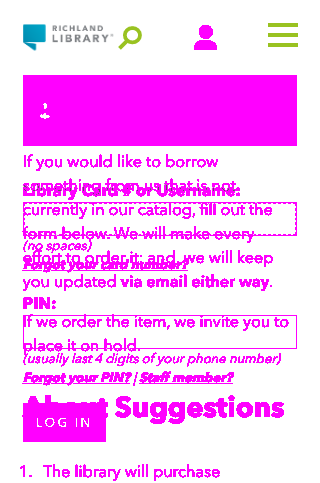 RICHLAND
LIBRARY
If you would like to borrow
something from us that is not
Library Card # or Username:
currently in our catalog, fill out the
form below. We will make every
(no spaces)
effort to order it; and, we will keep
Forgot your card number?
you updated via email either way.
PIN:
If we order the item, we invite you to
place it on hold.
(usually last 4 digits of your phone number)
Forgot your PIN? | Staff member?
About Suggestions
LOG IN
1. The library will purchase